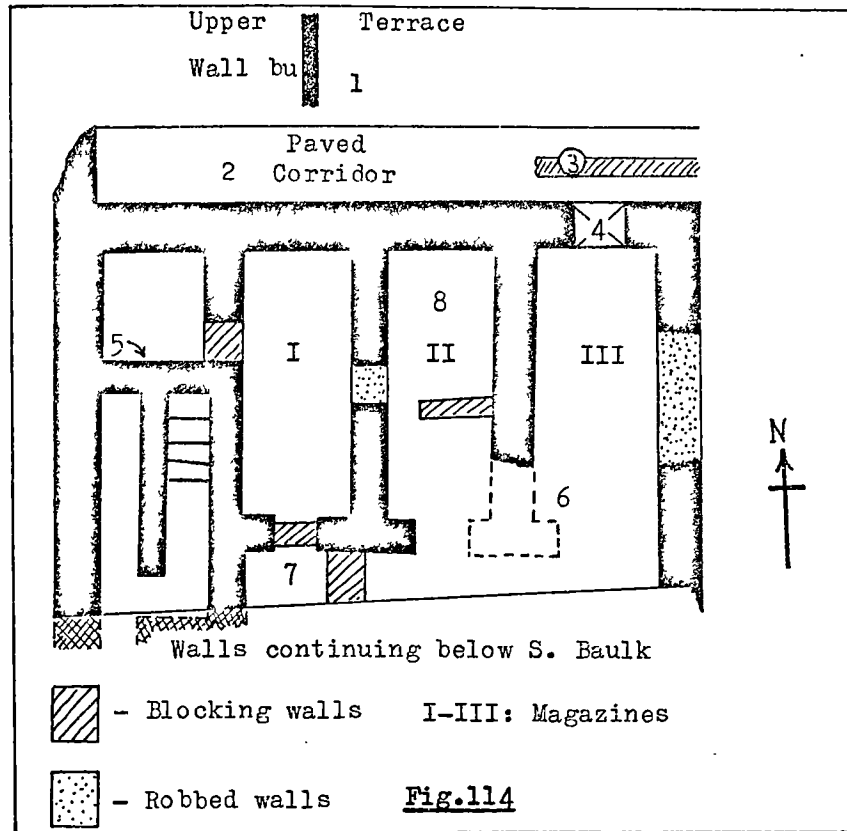 Upper Terrace
Wall bu
1
Paved
2 Corridor
3
4
8
5
I II III
N
6
7
Walls continuing below S. Baulk
- Blocking walls I-III: Magazines
- Robbed walls Fig.114